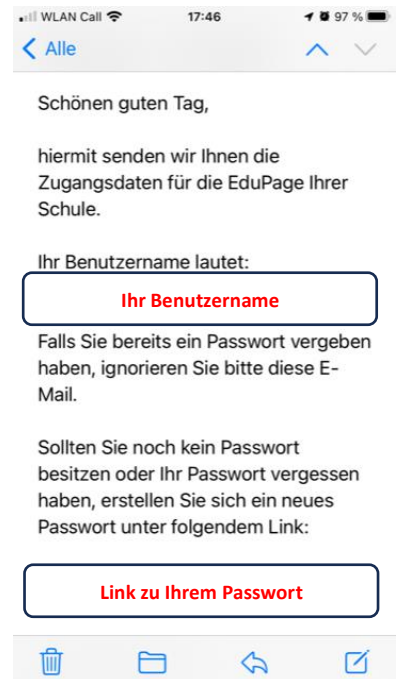 WLAN Call 17:46 97 %
Alle
Schönen guten Tag,
hiermit senden wir Ihnen die
Zugangsdaten für die EduPage Ihrer
Schule.
Ihr Benutzername lautet:
Ihr Benutzername
Falls Sie bereits ein Passwort vergeben
haben, ignorieren Sie bitte diese E-
Mail.
Sollten Sie noch kein Passwort
besitzen oder Ihr Passwort vergessen
haben, erstellen Sie sich ein neues
Passwort unter folgendem Link:
Link zu Ihrem Passwort